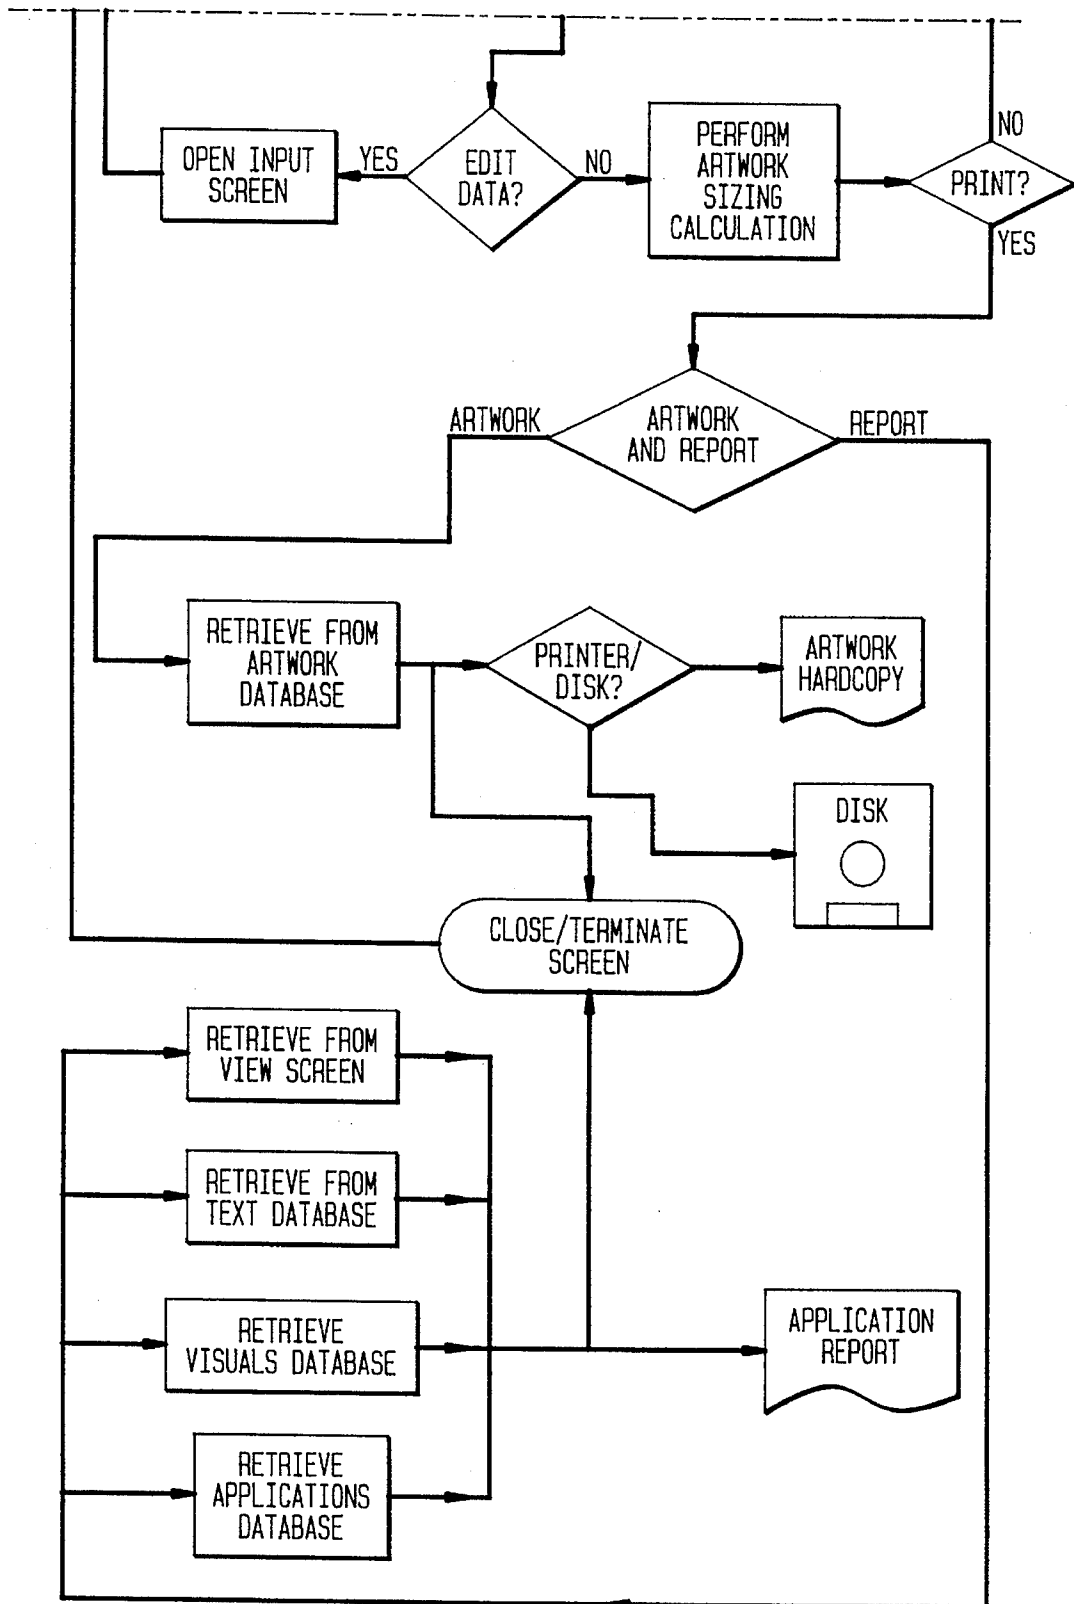 OPEN INPUT
SCREEN
YES
EDIT
DATA?
NO
PERFORM
ARTWORK
SIZING
CALCULATION
NO
PRINT?
YES
ARTWORK
ARTWORK
AND REPORT
REPORT
RETRIEVE FROM
ARTWORK
DATABASE
PRINTER/
DISK?
ARTWORK
HARDCOPY
DISK
CLOSE/TERMINATE
SCREEN
RETRIEVE FROM
VIEW SCREEN
RETRIEVE FROM
TEXT DATABASE
RETRIEVE
VISUALS DATABASE
APPLICATION
REPORT
RETRIEVE
APPLICATIONS
DATABASE